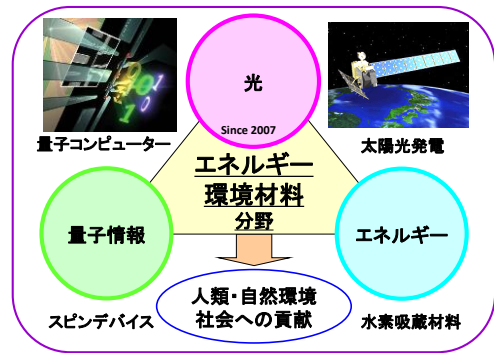 光
Since 2007
量子コンピューター
太陽光発電
エネルギー
環境材料
分野
量子情報
エネルギー
人類・自然環境
社会への貢献
スピンデバイス
水素吸蔵材料